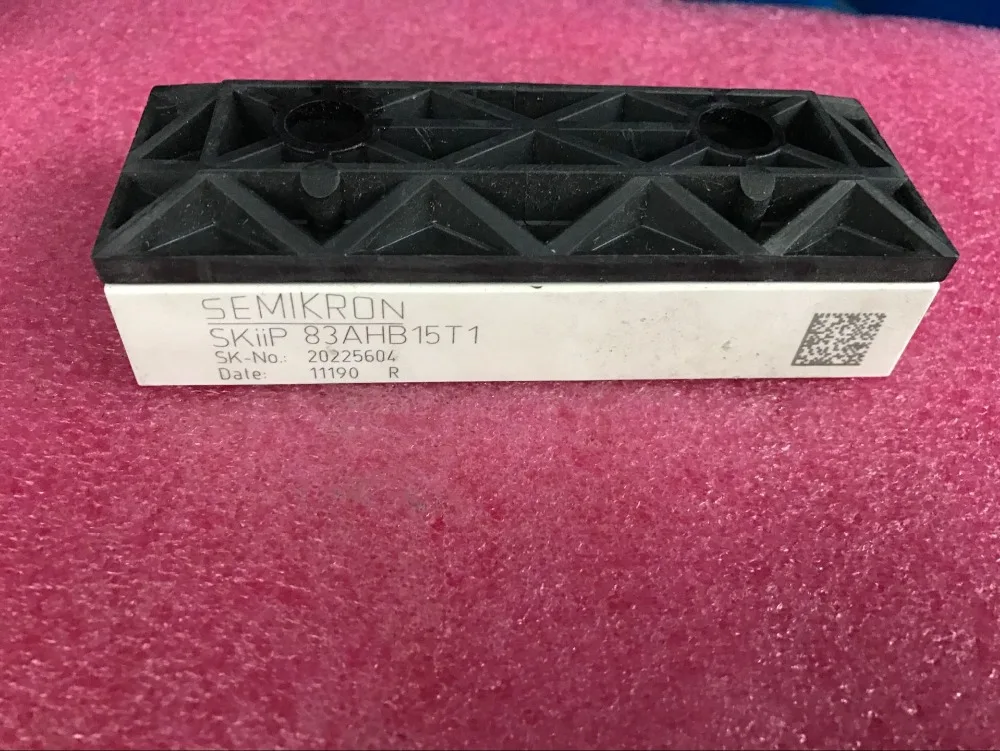 SEMIKRON
SKiiP 83AHB15T1
SK-No.: 20225604
Date: 11190 R